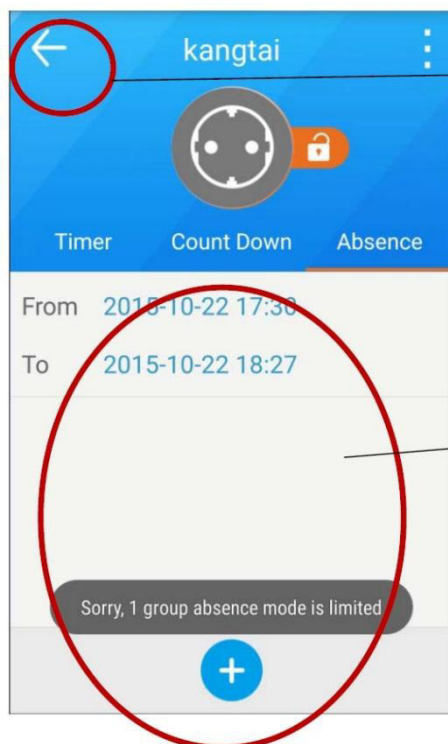 kangtai
Timer Count Down Absence
From 2015-10-22 17:30
To 2015-10-22 18:27
Sorry, 1 group absence mode is limited